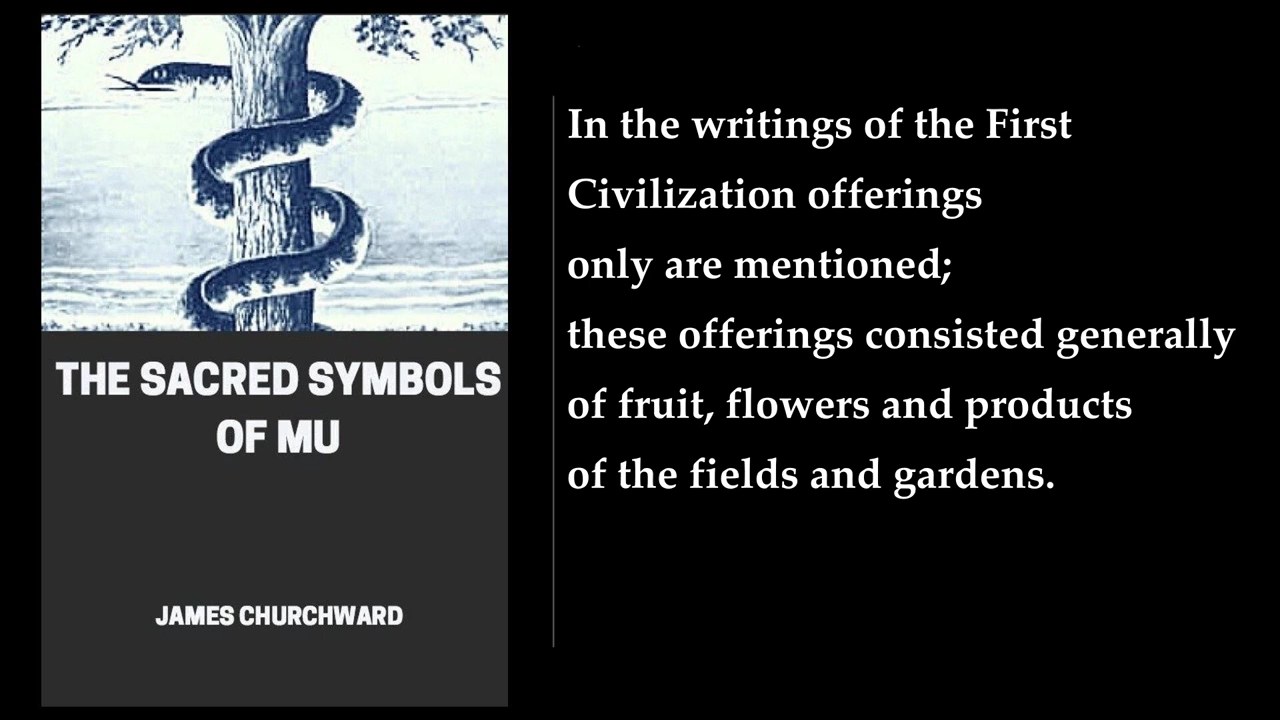 THE SACRED SYMBOLS
OF MU
JAMES CHURCHWARD
In the writings of the First
Civilization offerings
only are mentioned;
these offerings consisted generally
of fruit, flowers and products
of the fields and gardens.